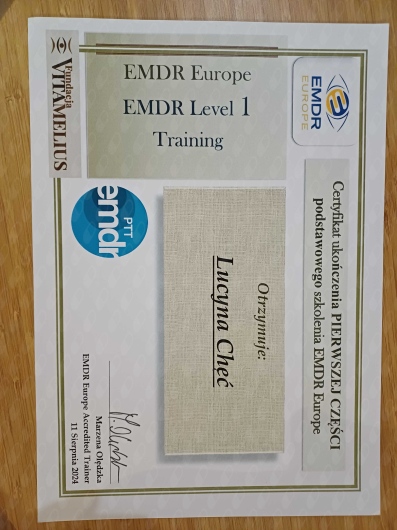 EMDR Europe
EMDR Level 1
Training
Fundacja
VITAMELIUS
EMDR
EUROPE
Certyfikat ukończenia PIERWSZEJ CZĘŚCI
podstawowego szkolenia EMDR Europe
Otrzymuje:
Lucyna Chęć
PTT
emdr
Marzena Olędzka
EMDR Europe Accredited Trainer
11 Sierpnia 2024